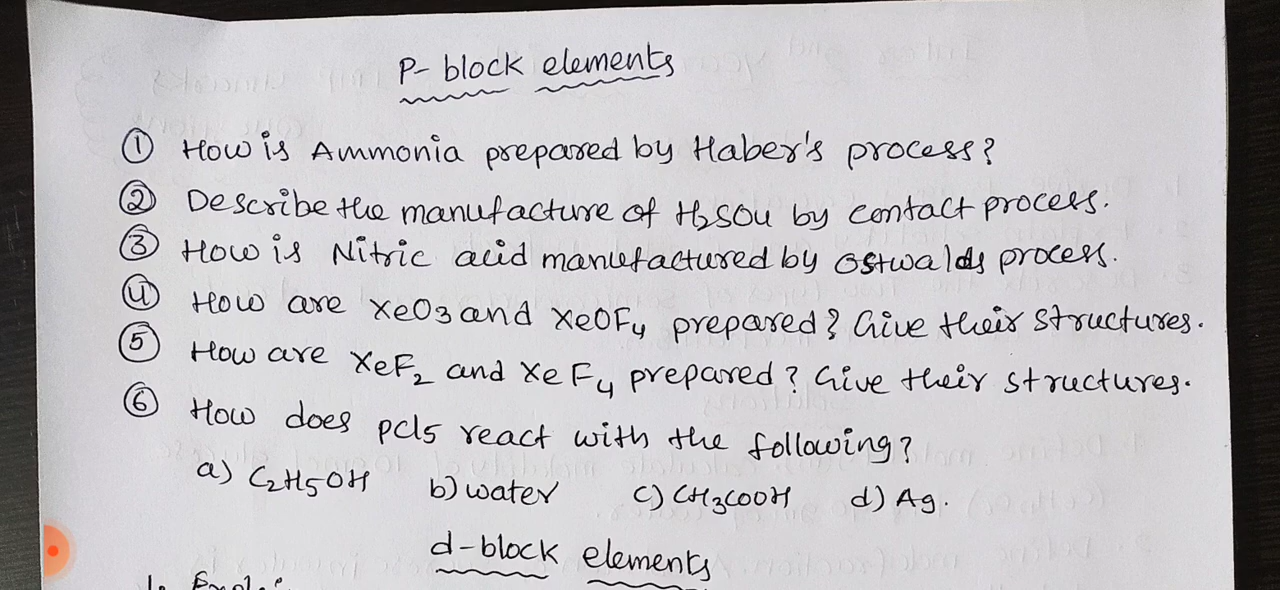 P- block elements
① How is Ammonia prepared by Haber's process?
② Describe the manufacture of H2SO4 by contact process.
③ How is Nitric acid manufactured by Ostwalds process.
④ How are XeO3 and XeOF4 prepared? Give their structures.
⑤ How are XeF2 and XeF4 prepared? Give their structures.
⑥ How does pcl5 react with the following?
a) C2H5OH b) water c) CH3COOH d) Ag.
d-block elements
1.